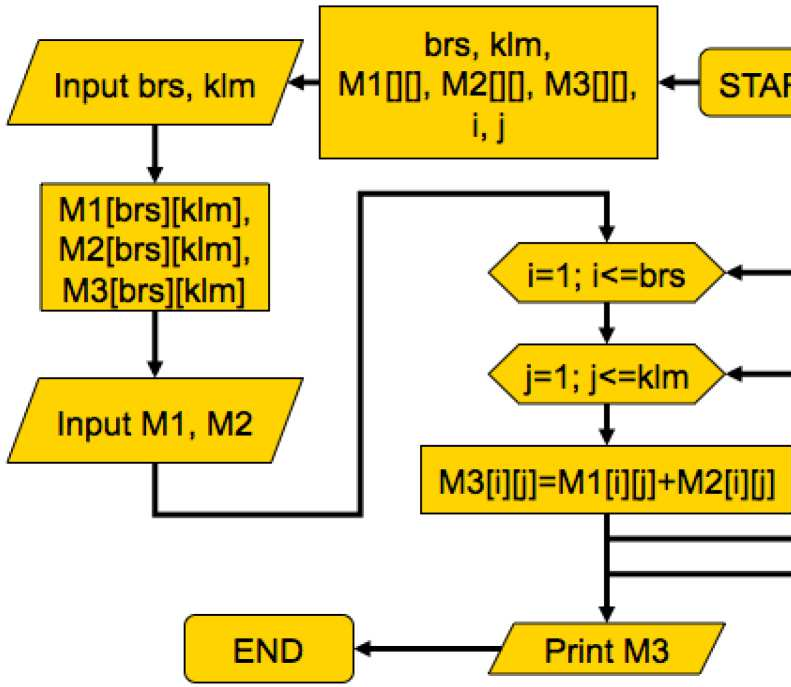 START
brs, klm,
M1[][], M2[][], M3[][],
i, j
Input brs, klm
M1[brs][klm],
M2[brs][klm],
M3[brs][klm]
Input M1, M2
i=1; i<=brs
j=1; j<=klm
M3[i][j]=M1[i][j]+M2[i][j]
Print M3
END